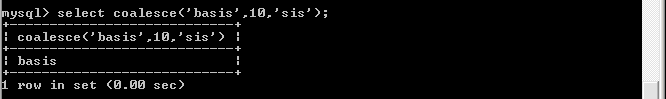 mysql> select coalesce('basis',10,'sis');
+----------------------------+
| coalesce('basis',10,'sis') |
+----------------------------+
| basis                      |
+----------------------------+
1 row in set (0.00 sec)